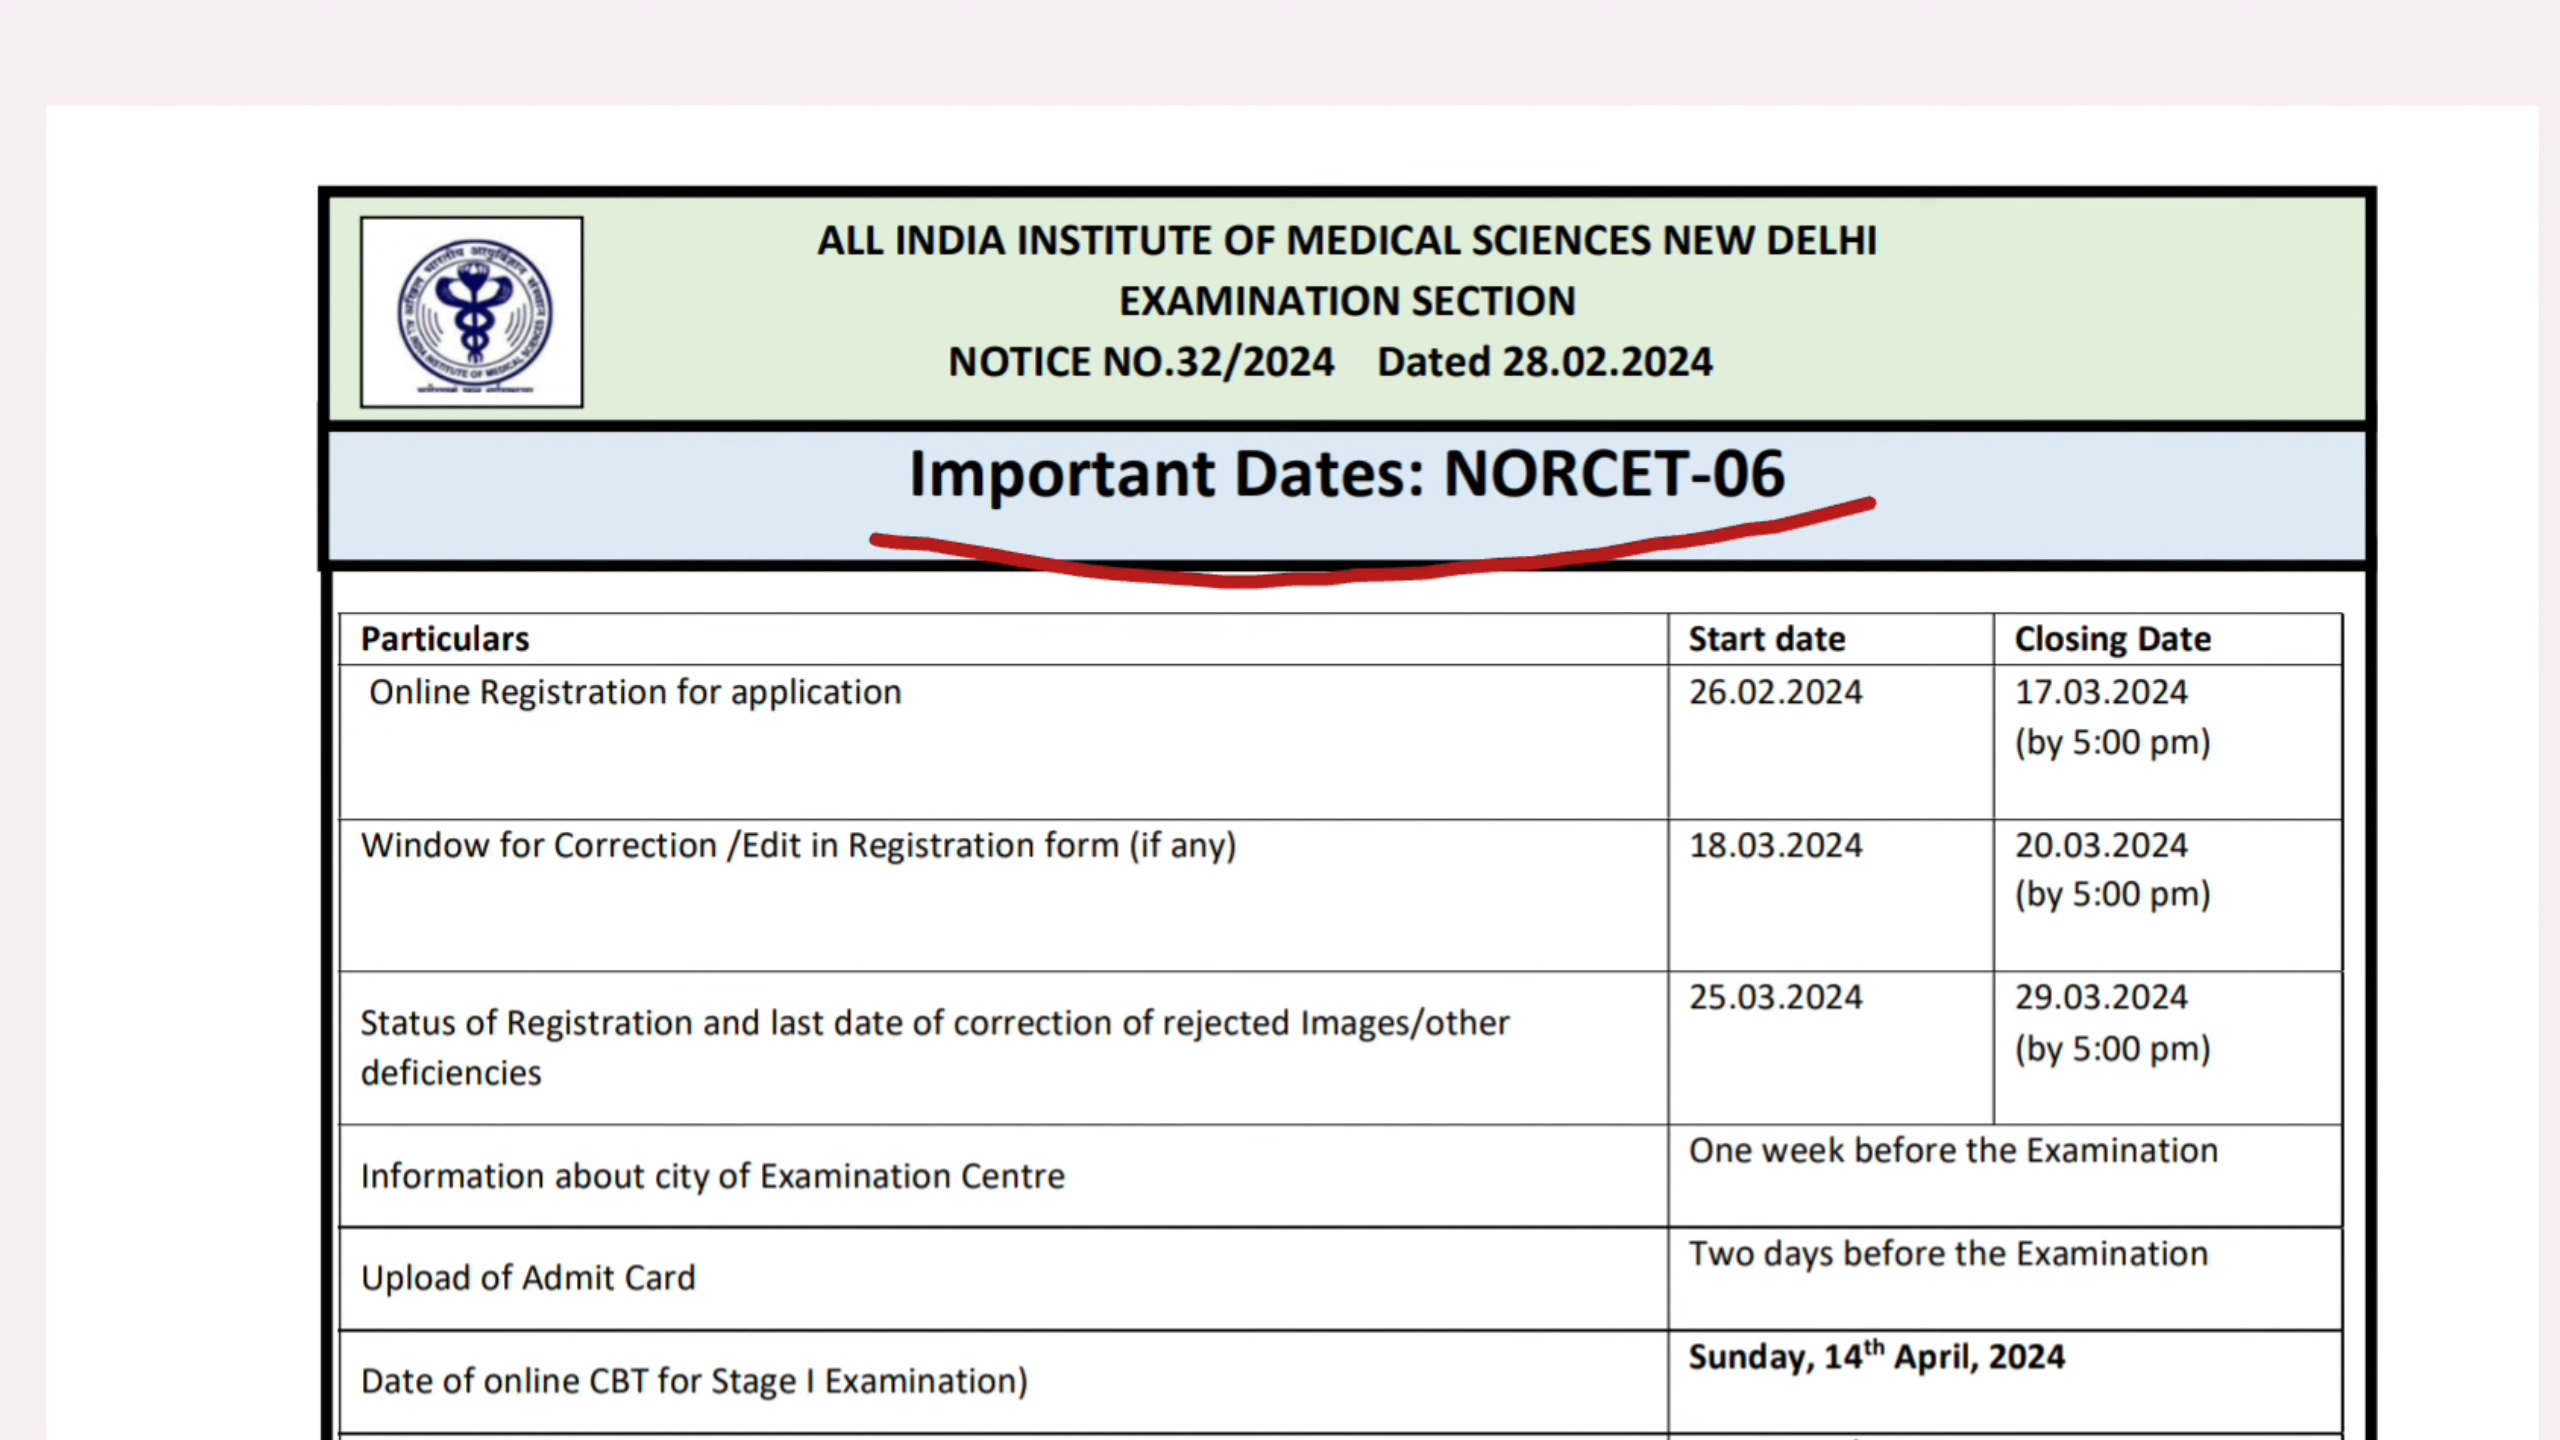 ALL INDIA INSTITUTE OF MEDICAL SCIENCES NEW DELHI
EXAMINATION SECTION
NOTICE NO.32/2024 Dated 28.02.2024
Important Dates: NORCET-06
Particulars Start date Closing Date
Online Registration for application 26.02.2024 17.03.2024
(by 5:00 pm)
Window for Correction /Edit in Registration form (if any) 18.03.2024 20.03.2024
(by 5:00 pm)
Status of Registration and last date of correction of rejected Images/other
deficiencies 25.03.2024 29.03.2024
(by 5:00 pm)
Information about city of Examination Centre One week before the Examination
Upload of Admit Card Two days before the Examination
Date of online CBT for Stage I Examination) Sunday, 14th April, 2024